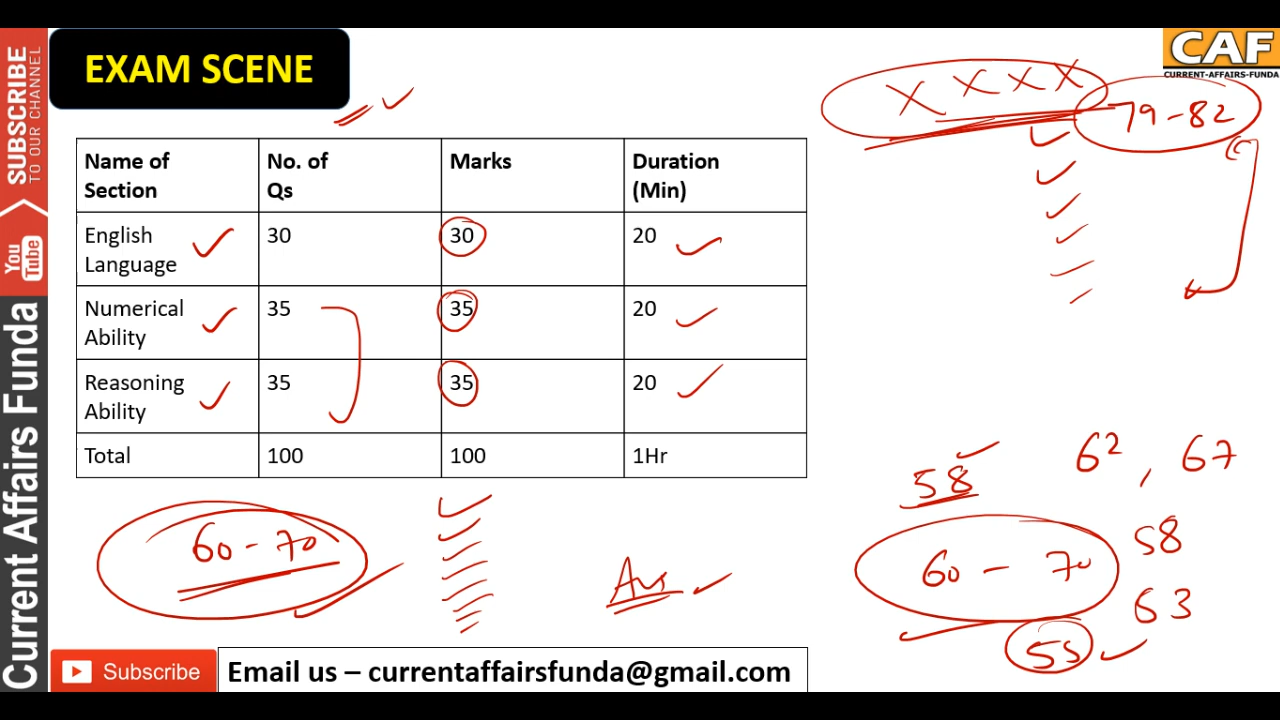 EXAM SCENE
CAF
CURRENT-AFFAIRS-FUNDA
SUBSCRIBE
TO OUR CHANNEL
You
Tube
Current Affairs Funda
X X X X
79-82
Name of Section No. of Qs Marks Duration (Min)
English Language 30 30 20
Numerical Ability 35 35 20
Reasoning Ability 35 35 20
Total 100 100 1Hr
60 - 70
58
62, 67
60 - 70
58
63
55
Subscribe
Email us – currentaffairsfunda@gmail.com